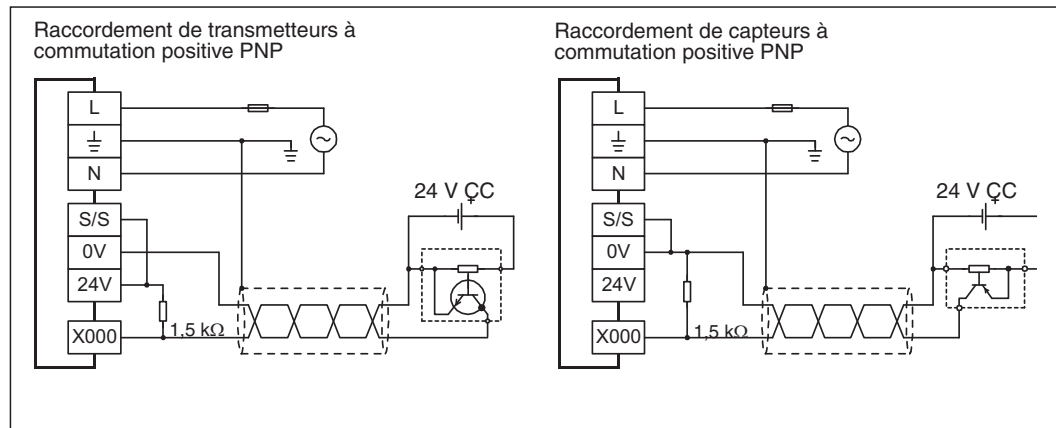 Raccordement de transmetteurs à
commutation positive PNP
L
N
S/S
0V
24V
X000
1,5 kΩ
24 V CC
+
Raccordement de capteurs à
commutation positive PNP
L
N
S/S
0V
24V
X000
1,5 kΩ
24 V CC
+